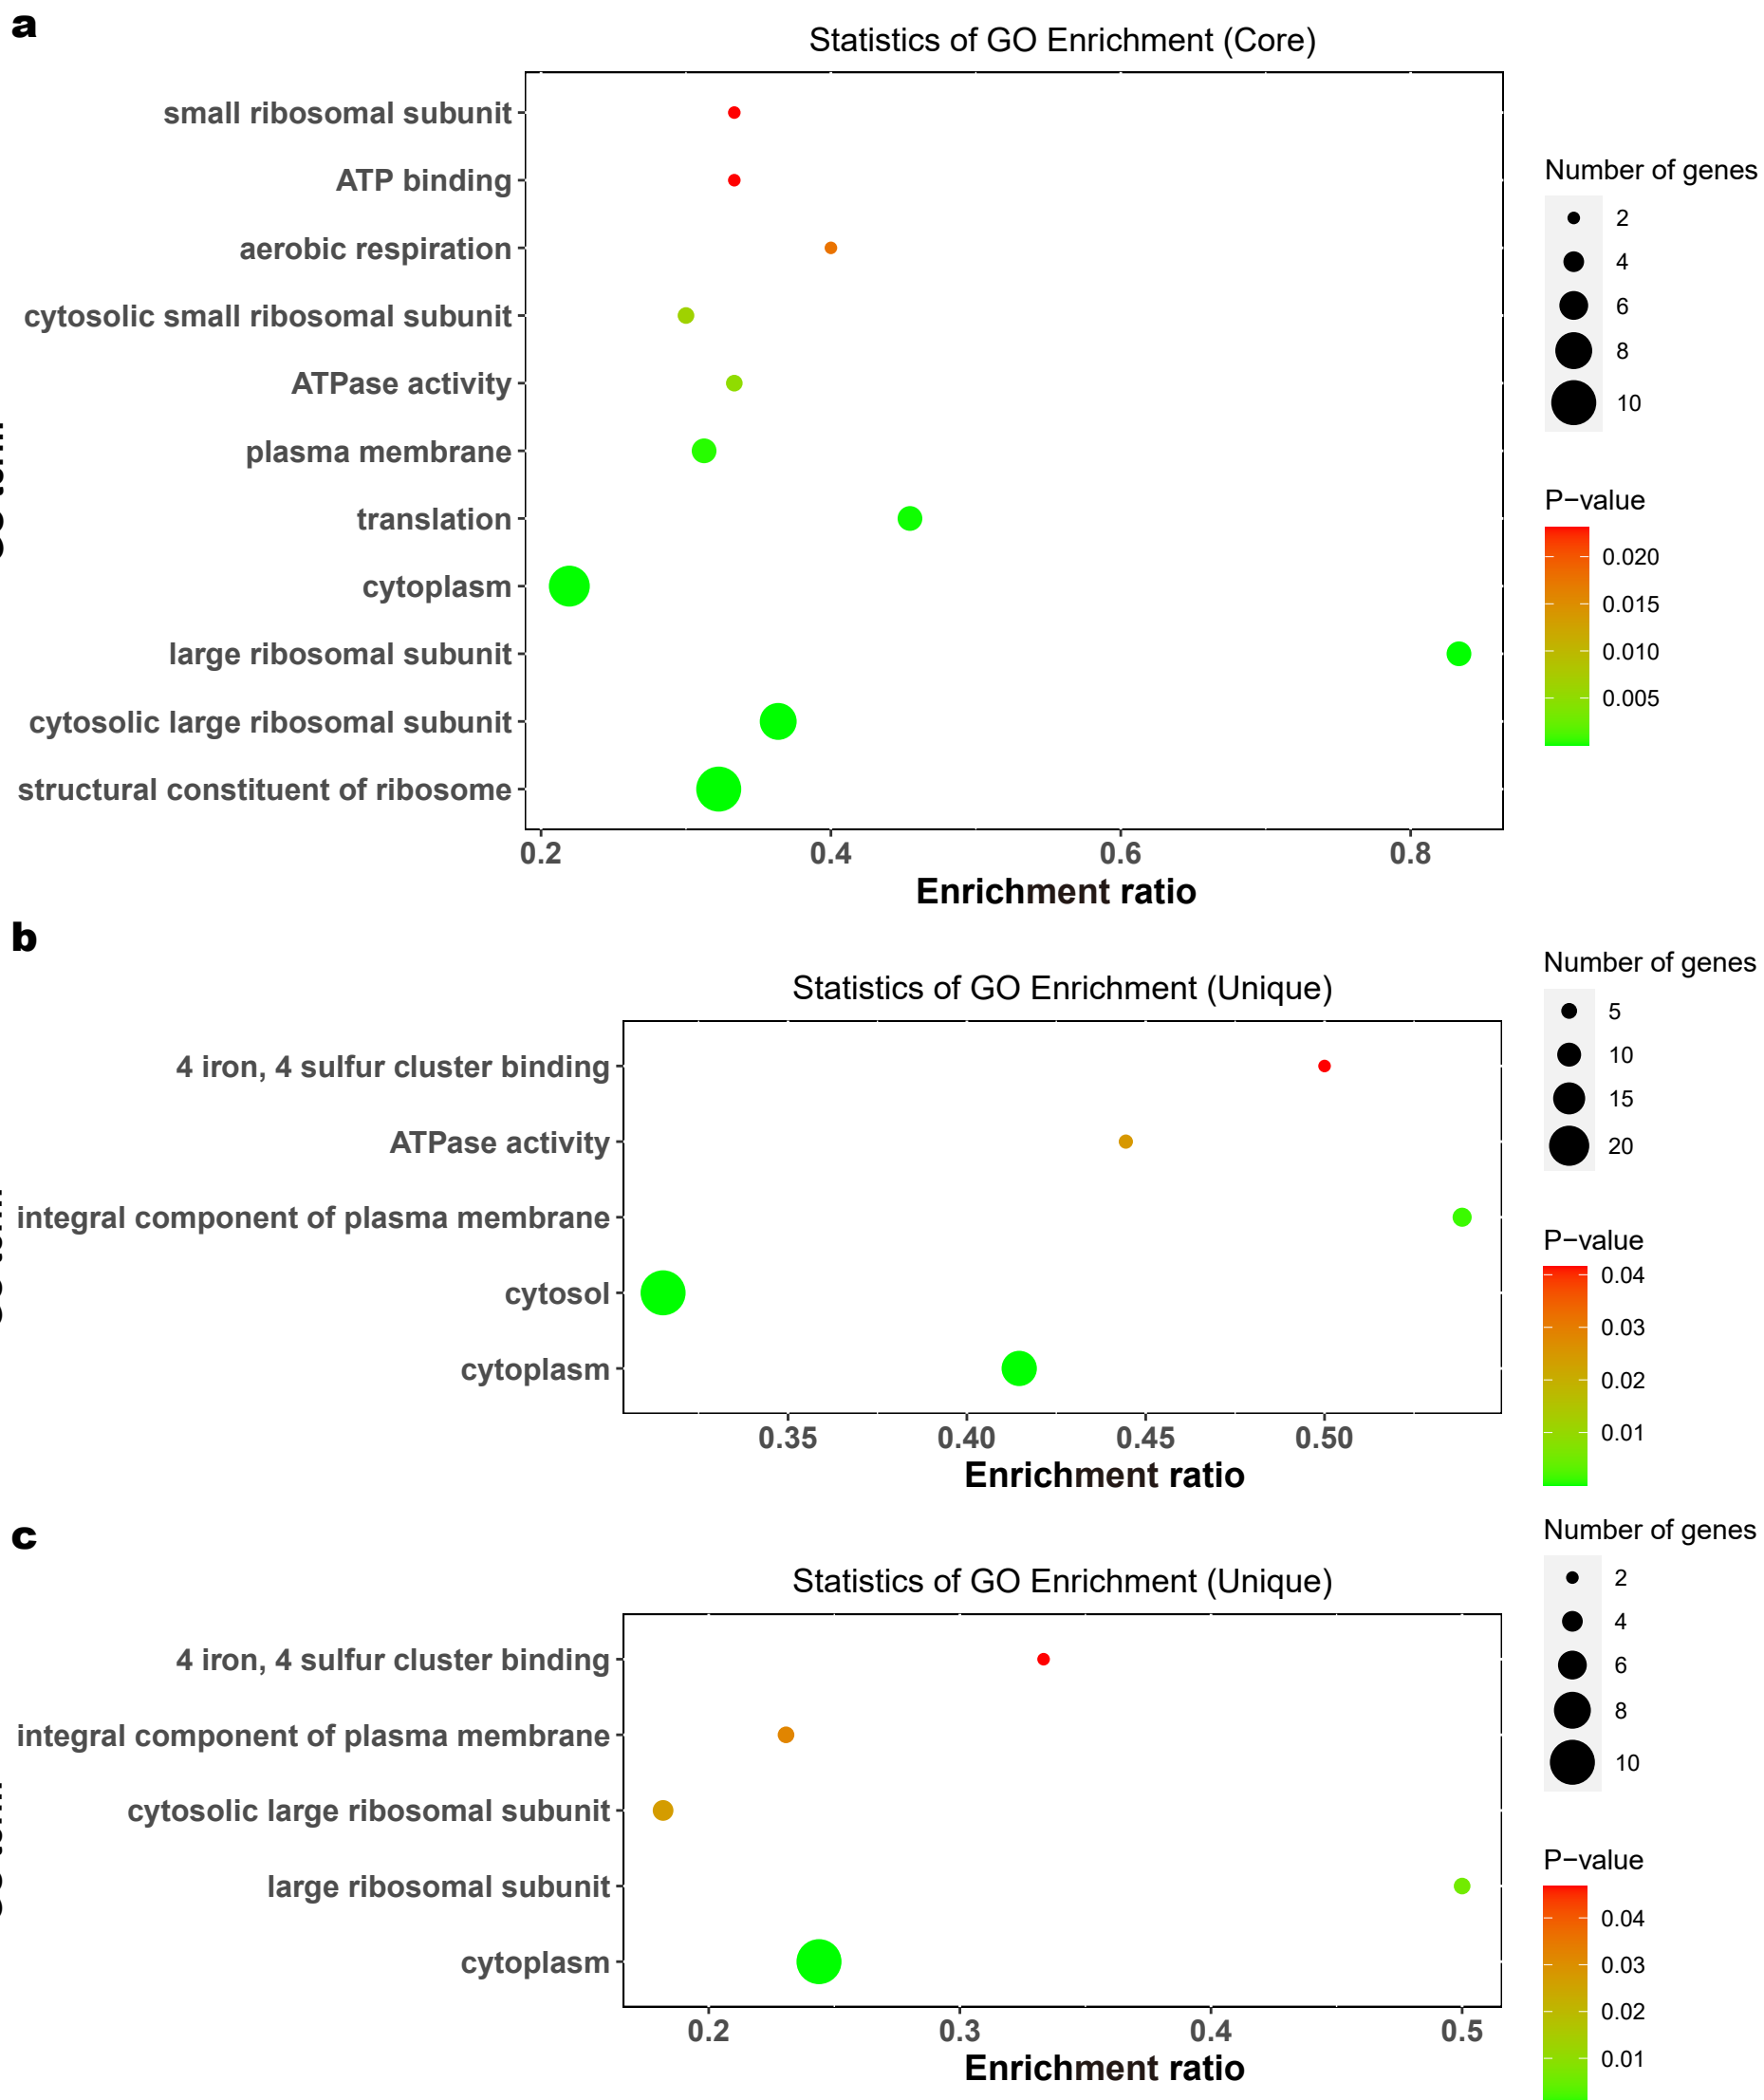 a
Statistics of GO Enrichment (Core)
small ribosomal subunit
ATP binding
aerobic respiration
cytosolic small ribosomal subunit
ATPase activity
plasma membrane
translation
cytoplasm
large ribosomal subunit
cytosolic large ribosomal subunit
structural constituent of ribosome
0.2 0.4 0.6 0.8
Enrichment ratio
Number of genes
2
4
6
8
10
P−value
0.020
0.015
0.010
0.005
b
Statistics of GO Enrichment (Unique)
4 iron, 4 sulfur cluster binding
ATPase activity
integral component of plasma membrane
cytosol
cytoplasm
0.35 0.40 0.45 0.50
Enrichment ratio
Number of genes
5
10
15
20
P−value
0.04
0.03
0.02
0.01
c
Statistics of GO Enrichment (Unique)
4 iron, 4 sulfur cluster binding
integral component of plasma membrane
cytosolic large ribosomal subunit
large ribosomal subunit
cytoplasm
0.2 0.3 0.4 0.5
Enrichment ratio
Number of genes
2
4
6
8
10
P−value
0.04
0.03
0.02
0.01